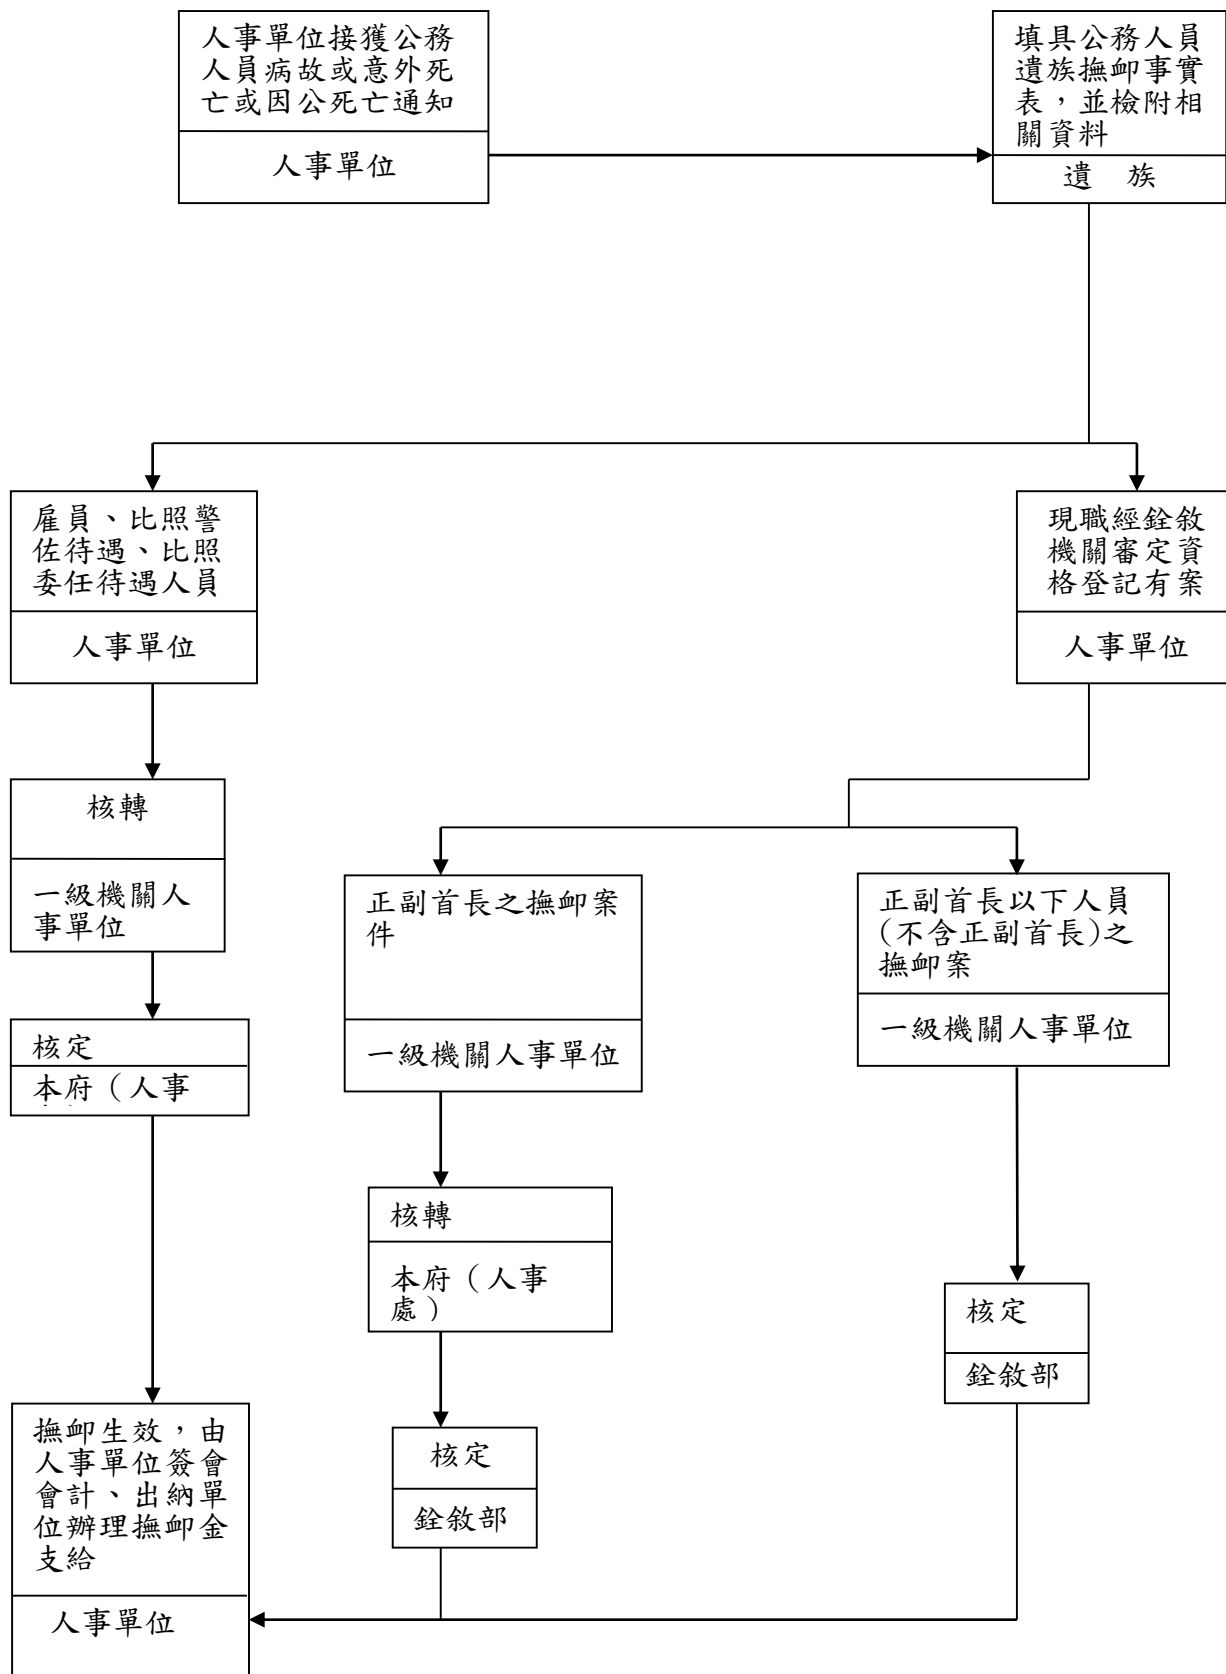 人事單位接獲公務
人員病故或意外死
亡或因公死亡通知
人事單位
填具公務人員
遺族撫卹事實
表，並檢附相
關資料
遺　族
雇員、比照警
佐待遇、比照
委任待遇人員
人事單位
現職經銓敘
機關審定資
格登記有案
人事單位
核轉
一級機關人
事單位
正副首長之撫卹案
件
一級機關人事單位
正副首長以下人員
(不含正副首長)之
撫卹案
一級機關人事單位
核定
本府（人事
核轉
本府（人事
處）
核定
銓敘部
撫卹生效，由
人事單位簽會
會計、出納單
位辦理撫卹金
支給
人事單位
核定
銓敘部